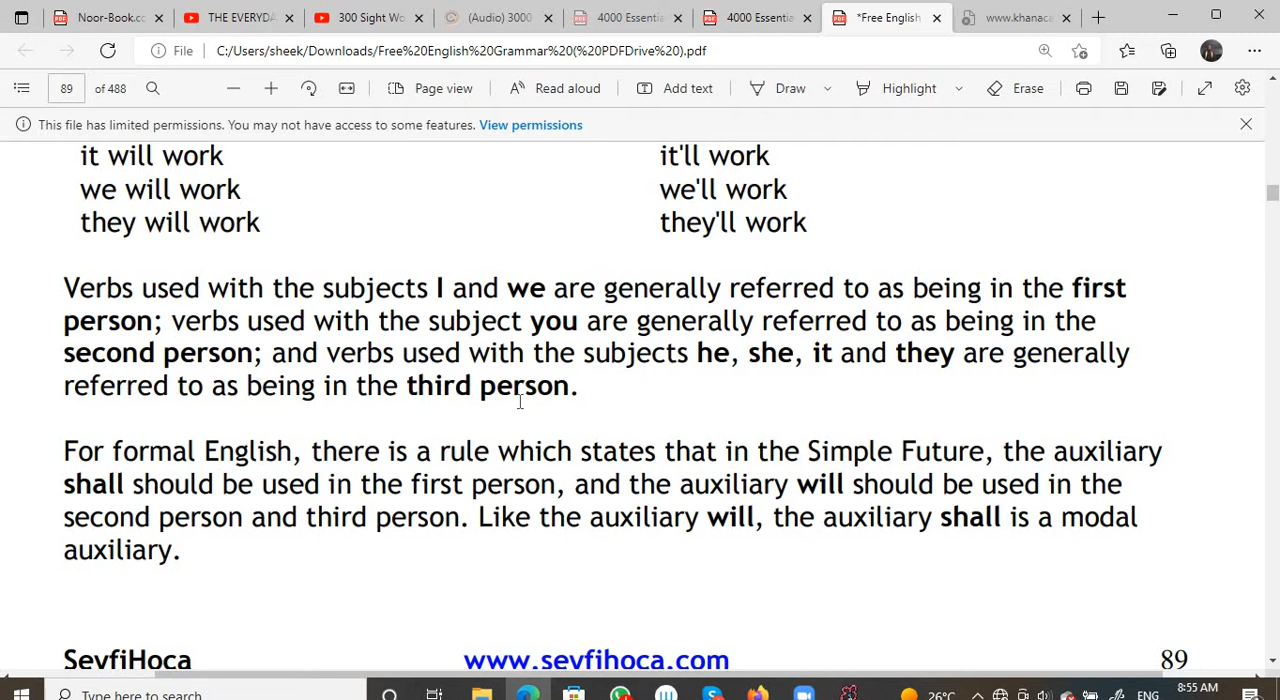 Noor-Book.cc
THE EVERYDA
300 Sight Wo
(Audio) 3000
4000 Essentia
4000 Essentia
*Free English
www.khanaca
File
C:/Users/sheek/Downloads/Free%20English%20Grammar%20(%20PDFDrive%20).pdf
89 of 488
Page view
Read aloud
Add text
Draw
Highlight
Erase
This file has limited permissions. You may not have access to some features. View permissions
it will work it'll work
we will work we'll work
they will work they'll work
Verbs used with the subjects I and we are generally referred to as being in the first
person; verbs used with the subject you are generally referred to as being in the
second person; and verbs used with the subjects he, she, it and they are generally
referred to as being in the third person.
For formal English, there is a rule which states that in the Simple Future, the auxiliary
shall should be used in the first person, and the auxiliary will should be used in the
second person and third person. Like the auxiliary will, the auxiliary shall is a modal
auxiliary.
SevfiHoca www.sevfihoca.com 89
Type here to search
26°C
ENG
8:55 AM